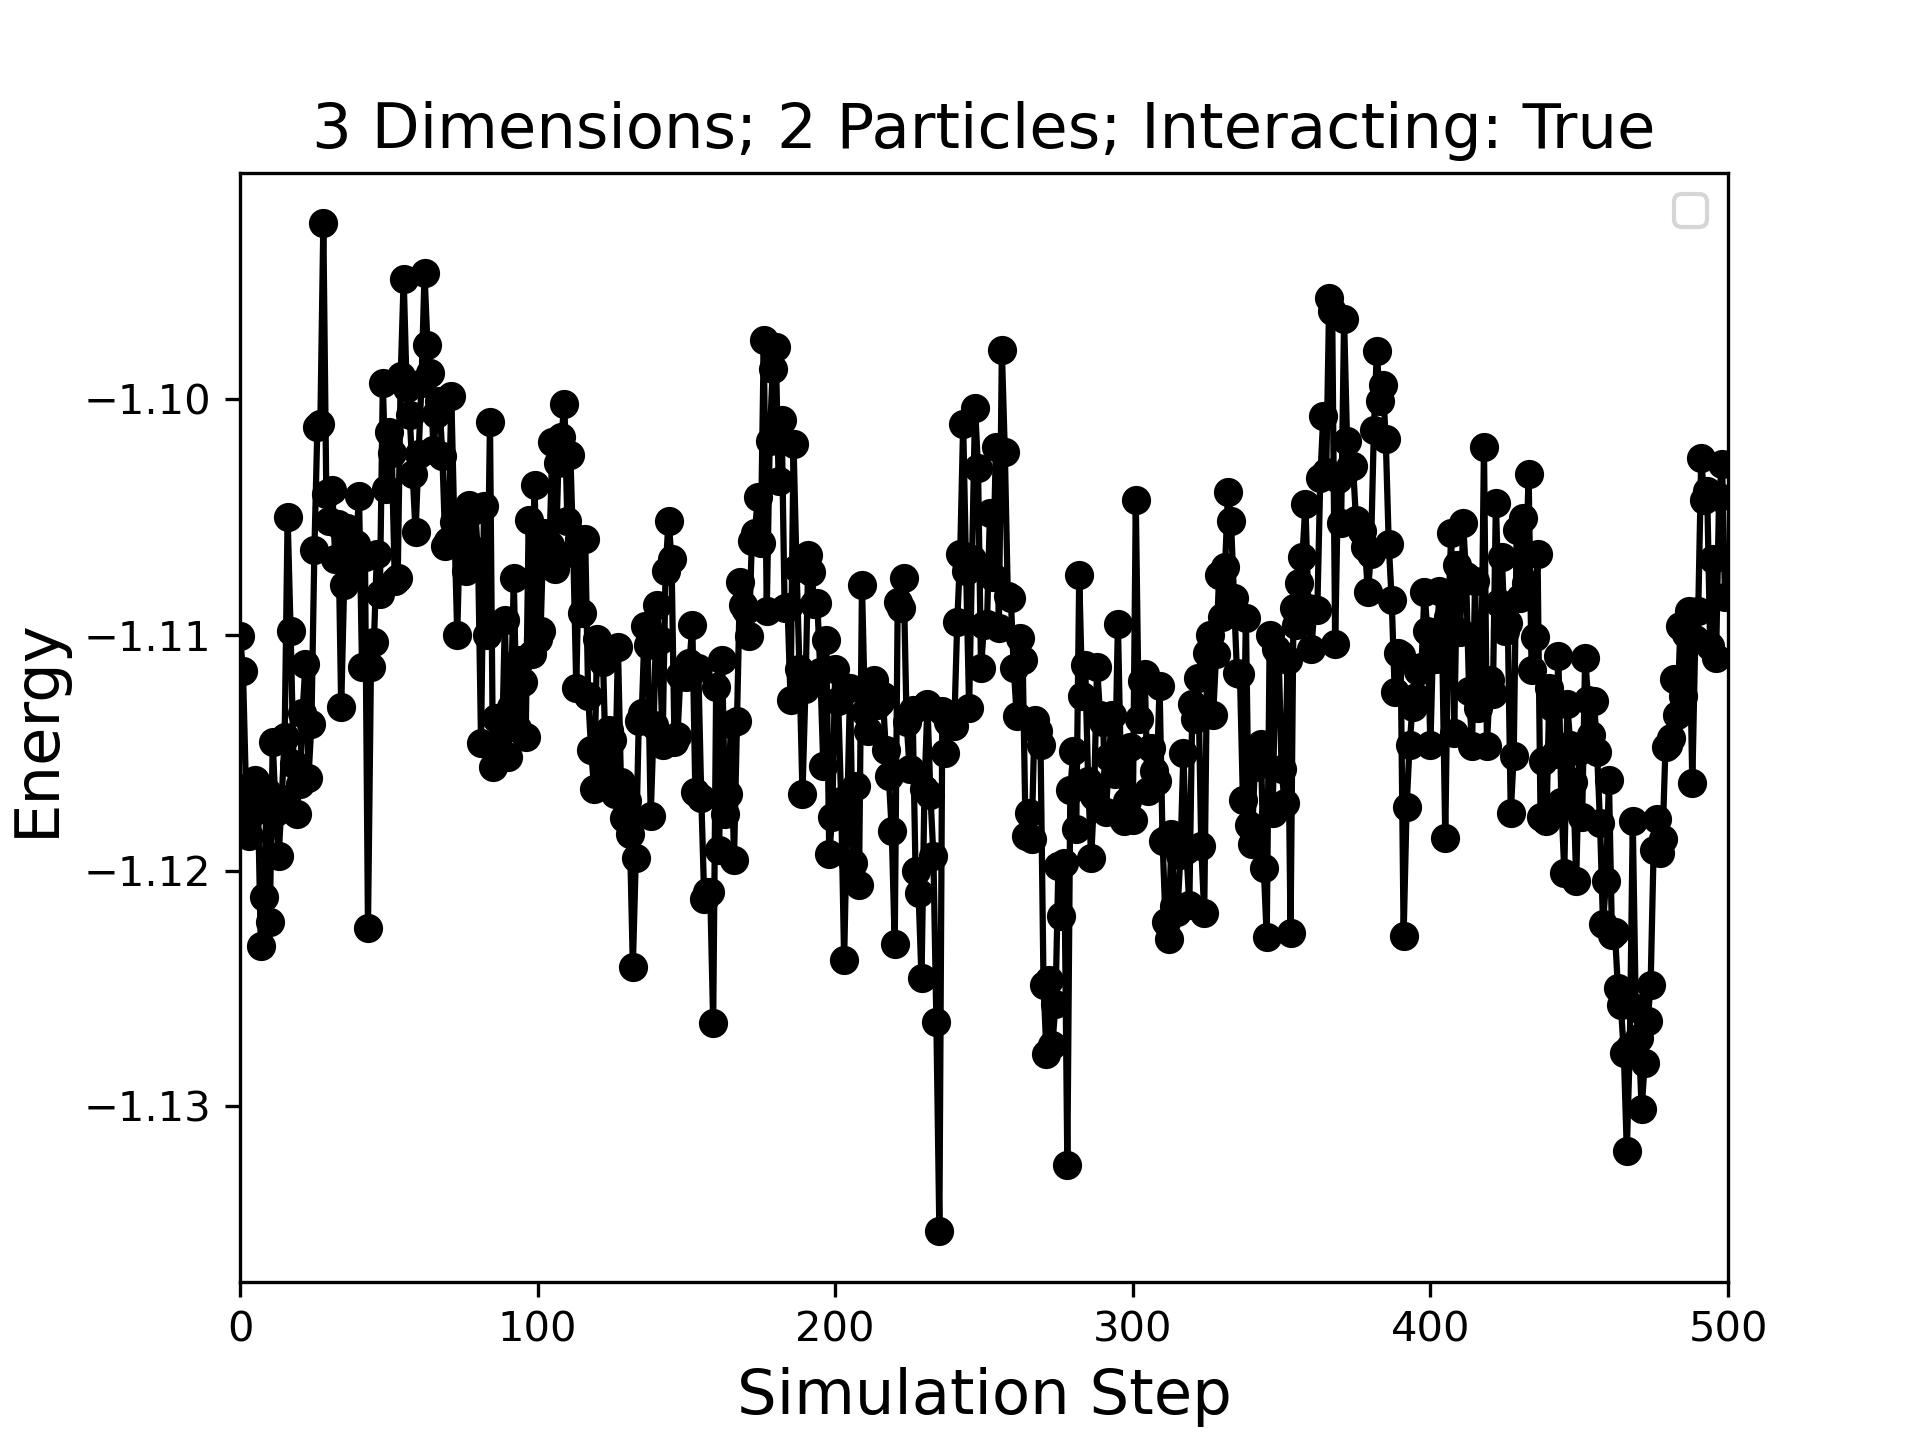 3 Dimensions; 2 Particles; Interacting: True
Energy
−1.10
−1.11
−1.12
−1.13
0 100 200 300 400 500
Simulation Step